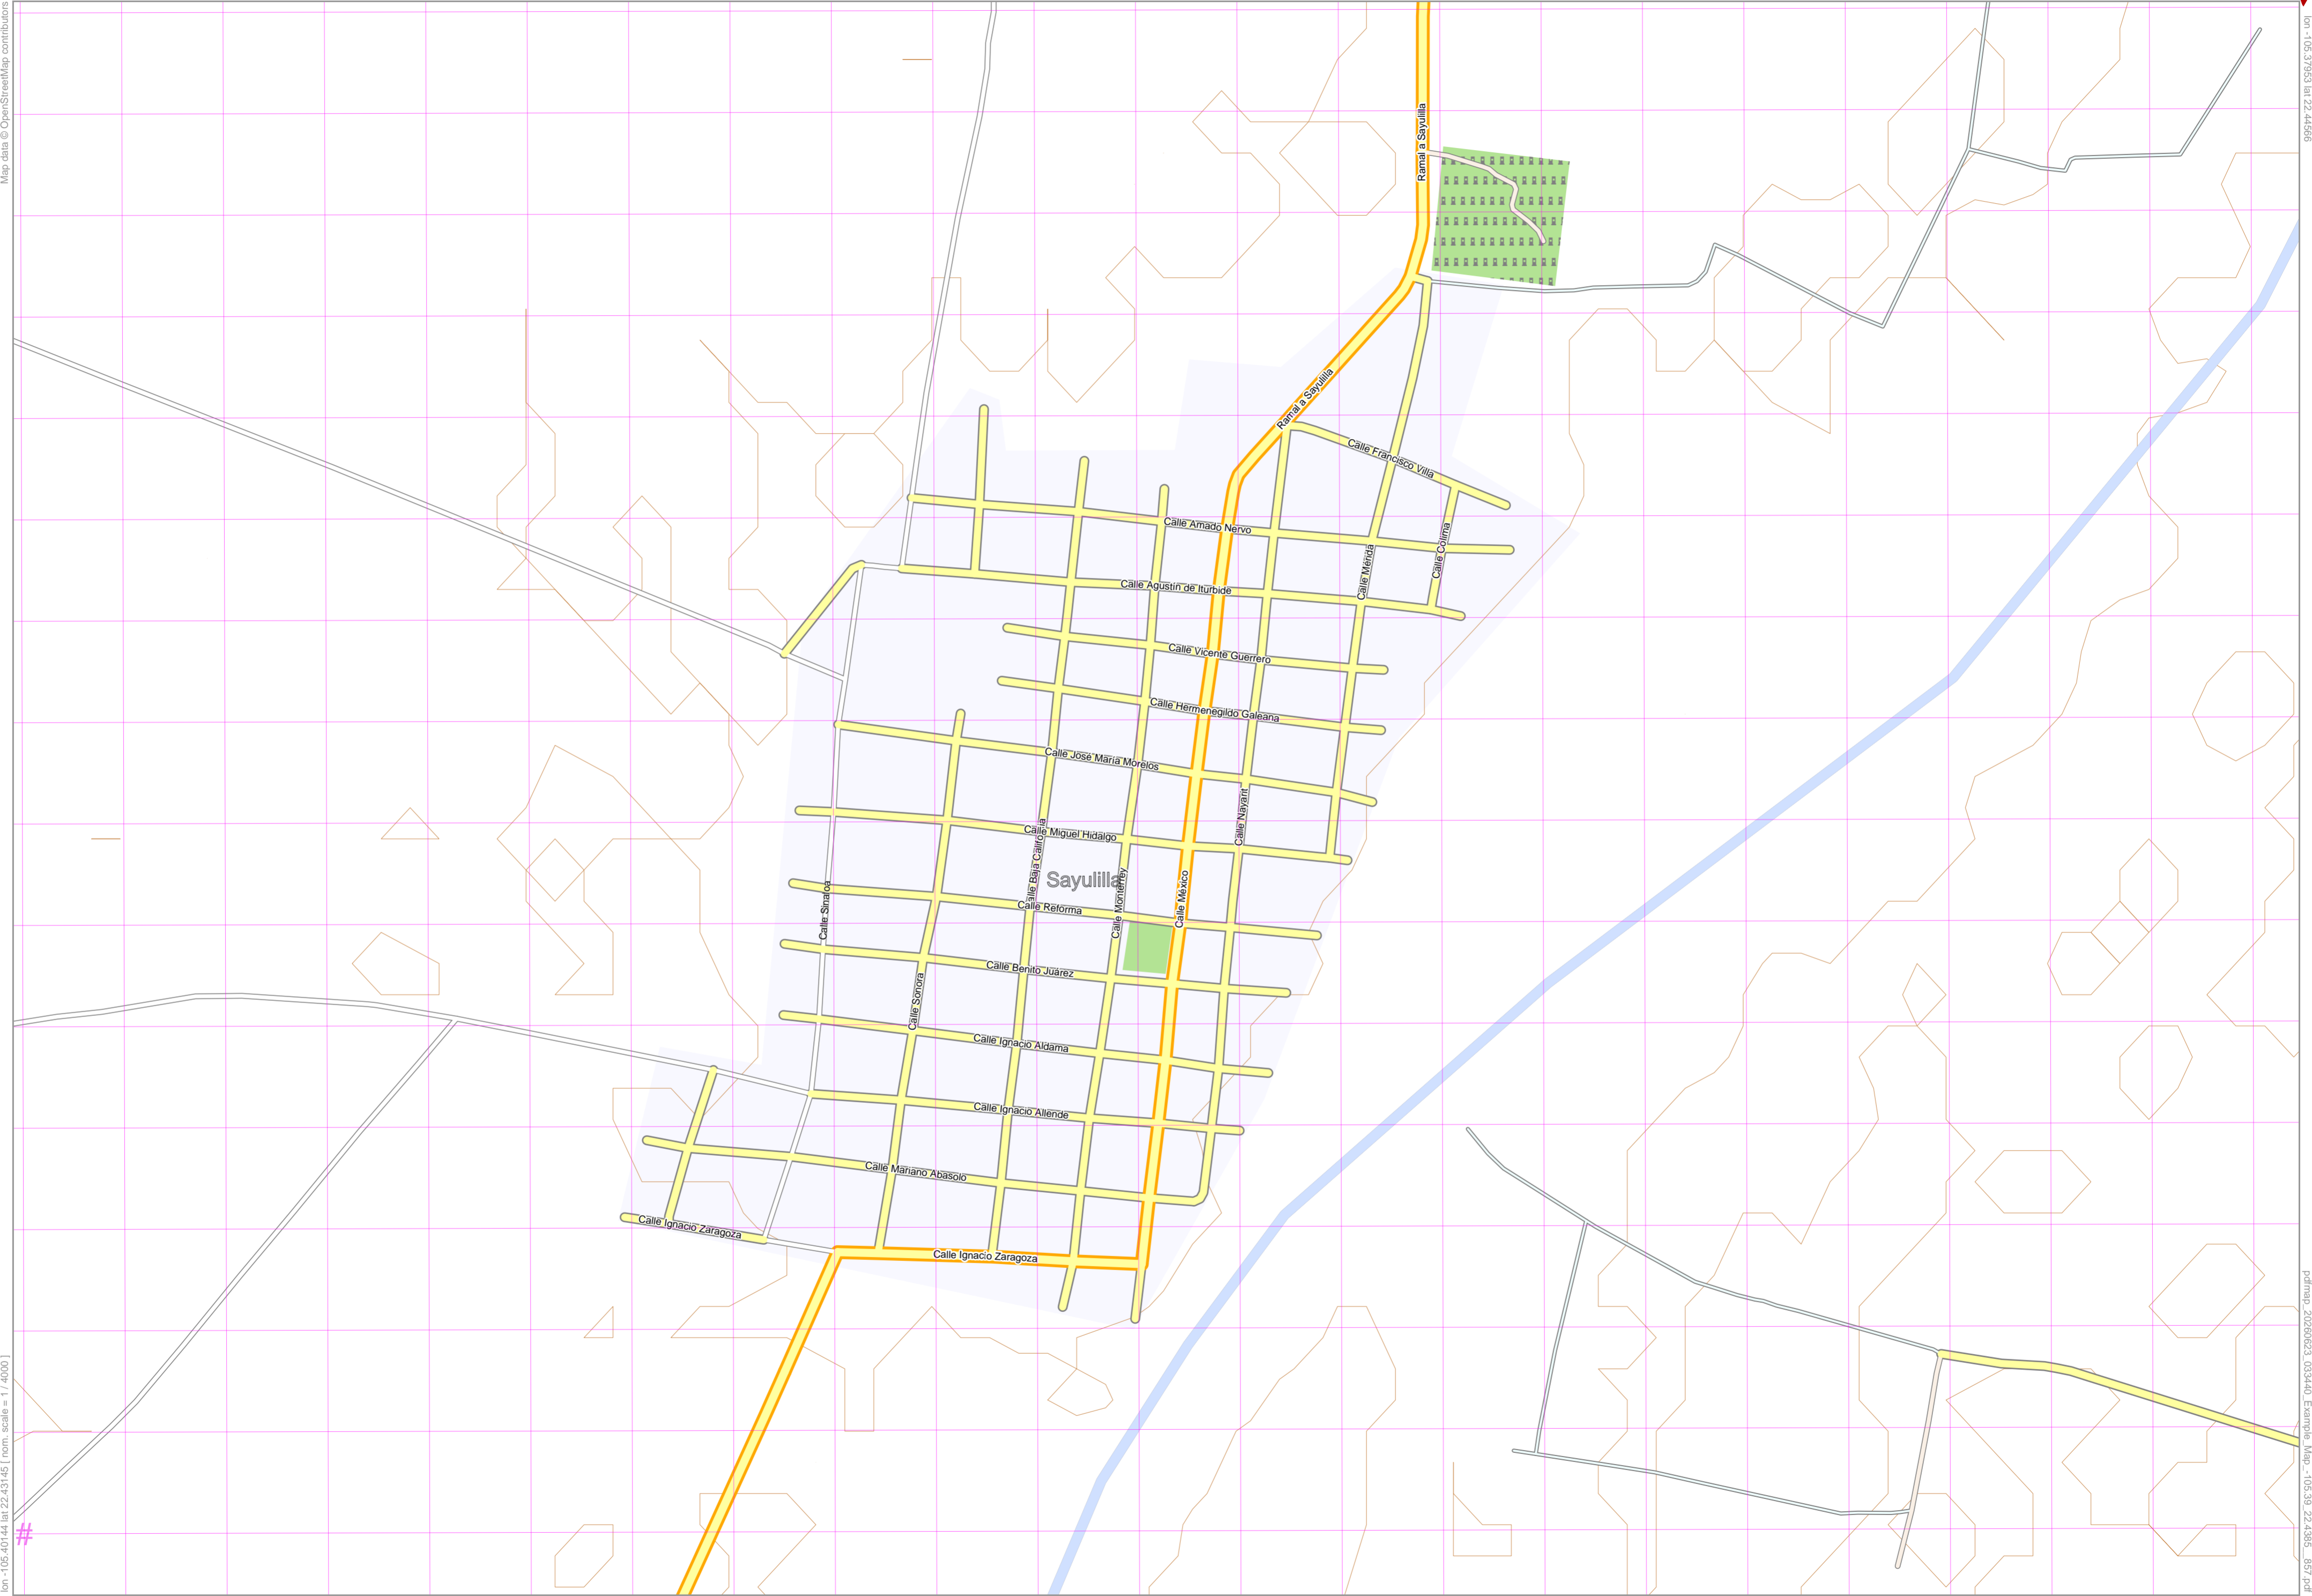 Map data © OpenStreetMap contributors
lon -105.37953 lat 22.44566
Ramal a Sayulilla
Ramal a Sayulilla
Calle Francisco Villa
Calle Amado Nervo
Calle Colima
Calle Mérida
Calle Agustín de Iturbide
Calle Vicente Guerrero
Calle Hermenegildo Galeana
Calle José María Morelos
Calle Nayarit
Calle Miguel Hidalgo
Calle Baja California
Sayulilla
Calle Monterrey
Calle México
Calle Sinaloa
Calle Reforma
Calle Benito Juárez
Calle Sonora
Calle Ignacio Aldama
Calle Ignacio Allende
Calle Mariano Abasolo
Calle Ignacio Zaragoza
Calle Ignacio Zaragoza
lon -105.40144 lat 22.43145 [ nom. scale = 1 / 4000 ]
#
pdfmap_20260623_033440_Example_Map_-105.39_22.4385_.857.pdf